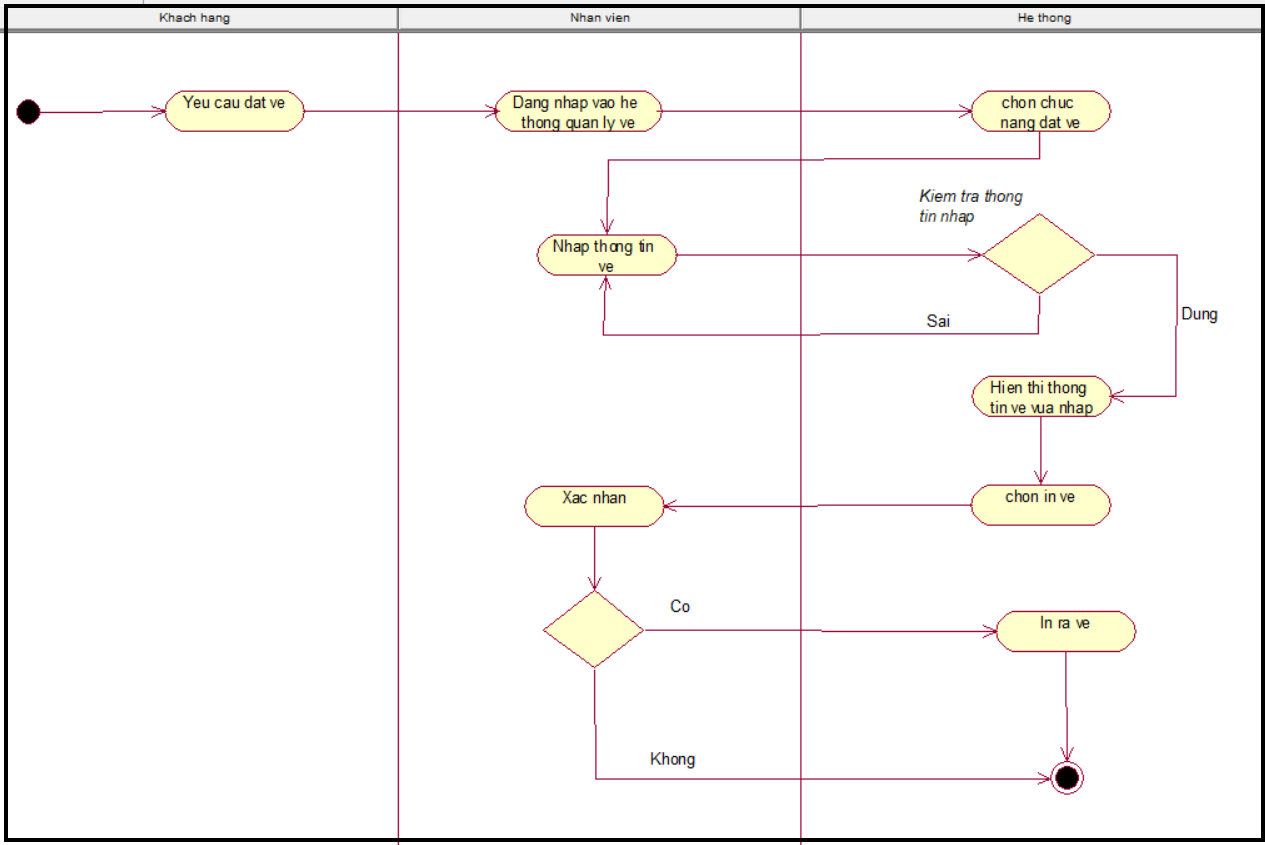 Khach hang
Nhan vien
He thong
Yeu cau dat ve
Dang nhap vao he
thong quan ly ve
chon chuc
nang dat ve
Kiem tra thong
tin nhap
Nhap thong tin
ve
Sai
Dung
Hien thi thong
tin ve vua nhap
Xac nhan
chon in ve
Co
In ra ve
Khong